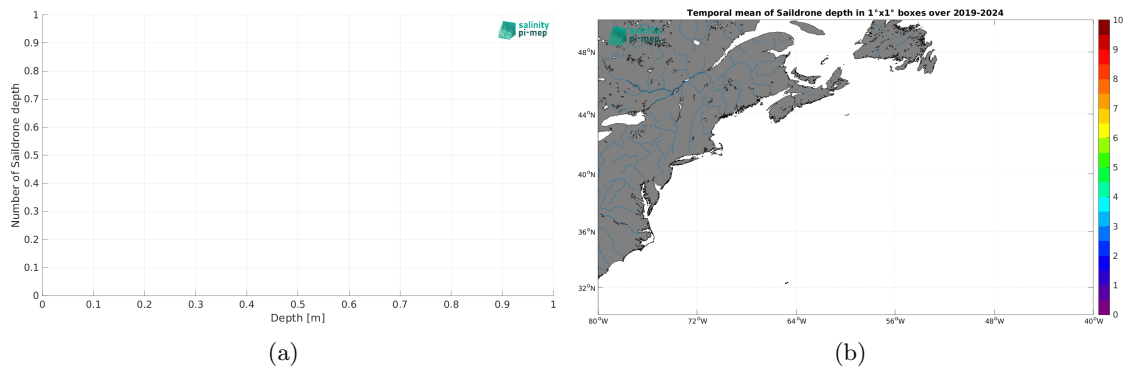 Temporal mean of Saildrone depth in 1°x1° boxes over 2019-2024
1
0.9
0.8
0.7
0.6
0.5
0.4
0.3
0.2
0.1
0
Number of Saildrone depth
salinity
pi-mep
0 0.1 0.2 0.3 0.4 0.5 0.6 0.7 0.8 0.9 1
Depth [m]
(a)
salinity
pi-mep
48°N
44°N
40°N
36°N
32°N
80°W 72°W 64°W 56°W 48°W 40°W
10
9
8
7
6
5
4
3
2
1
0
(b)